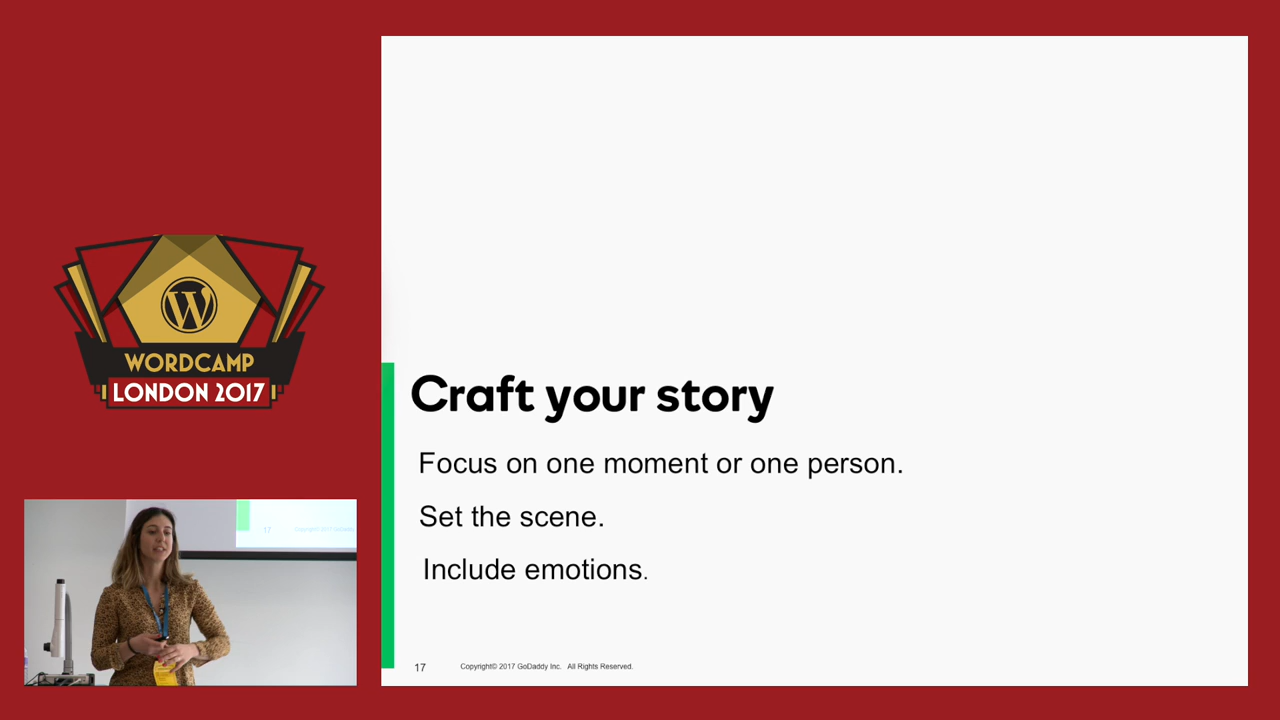 WORDCAMP
LONDON 2017
Craft your story
Focus on one moment or one person.
Set the scene.
Include emotions.
17
Copyright© 2017 GoDaddy Inc. All Rights Reserved.
17